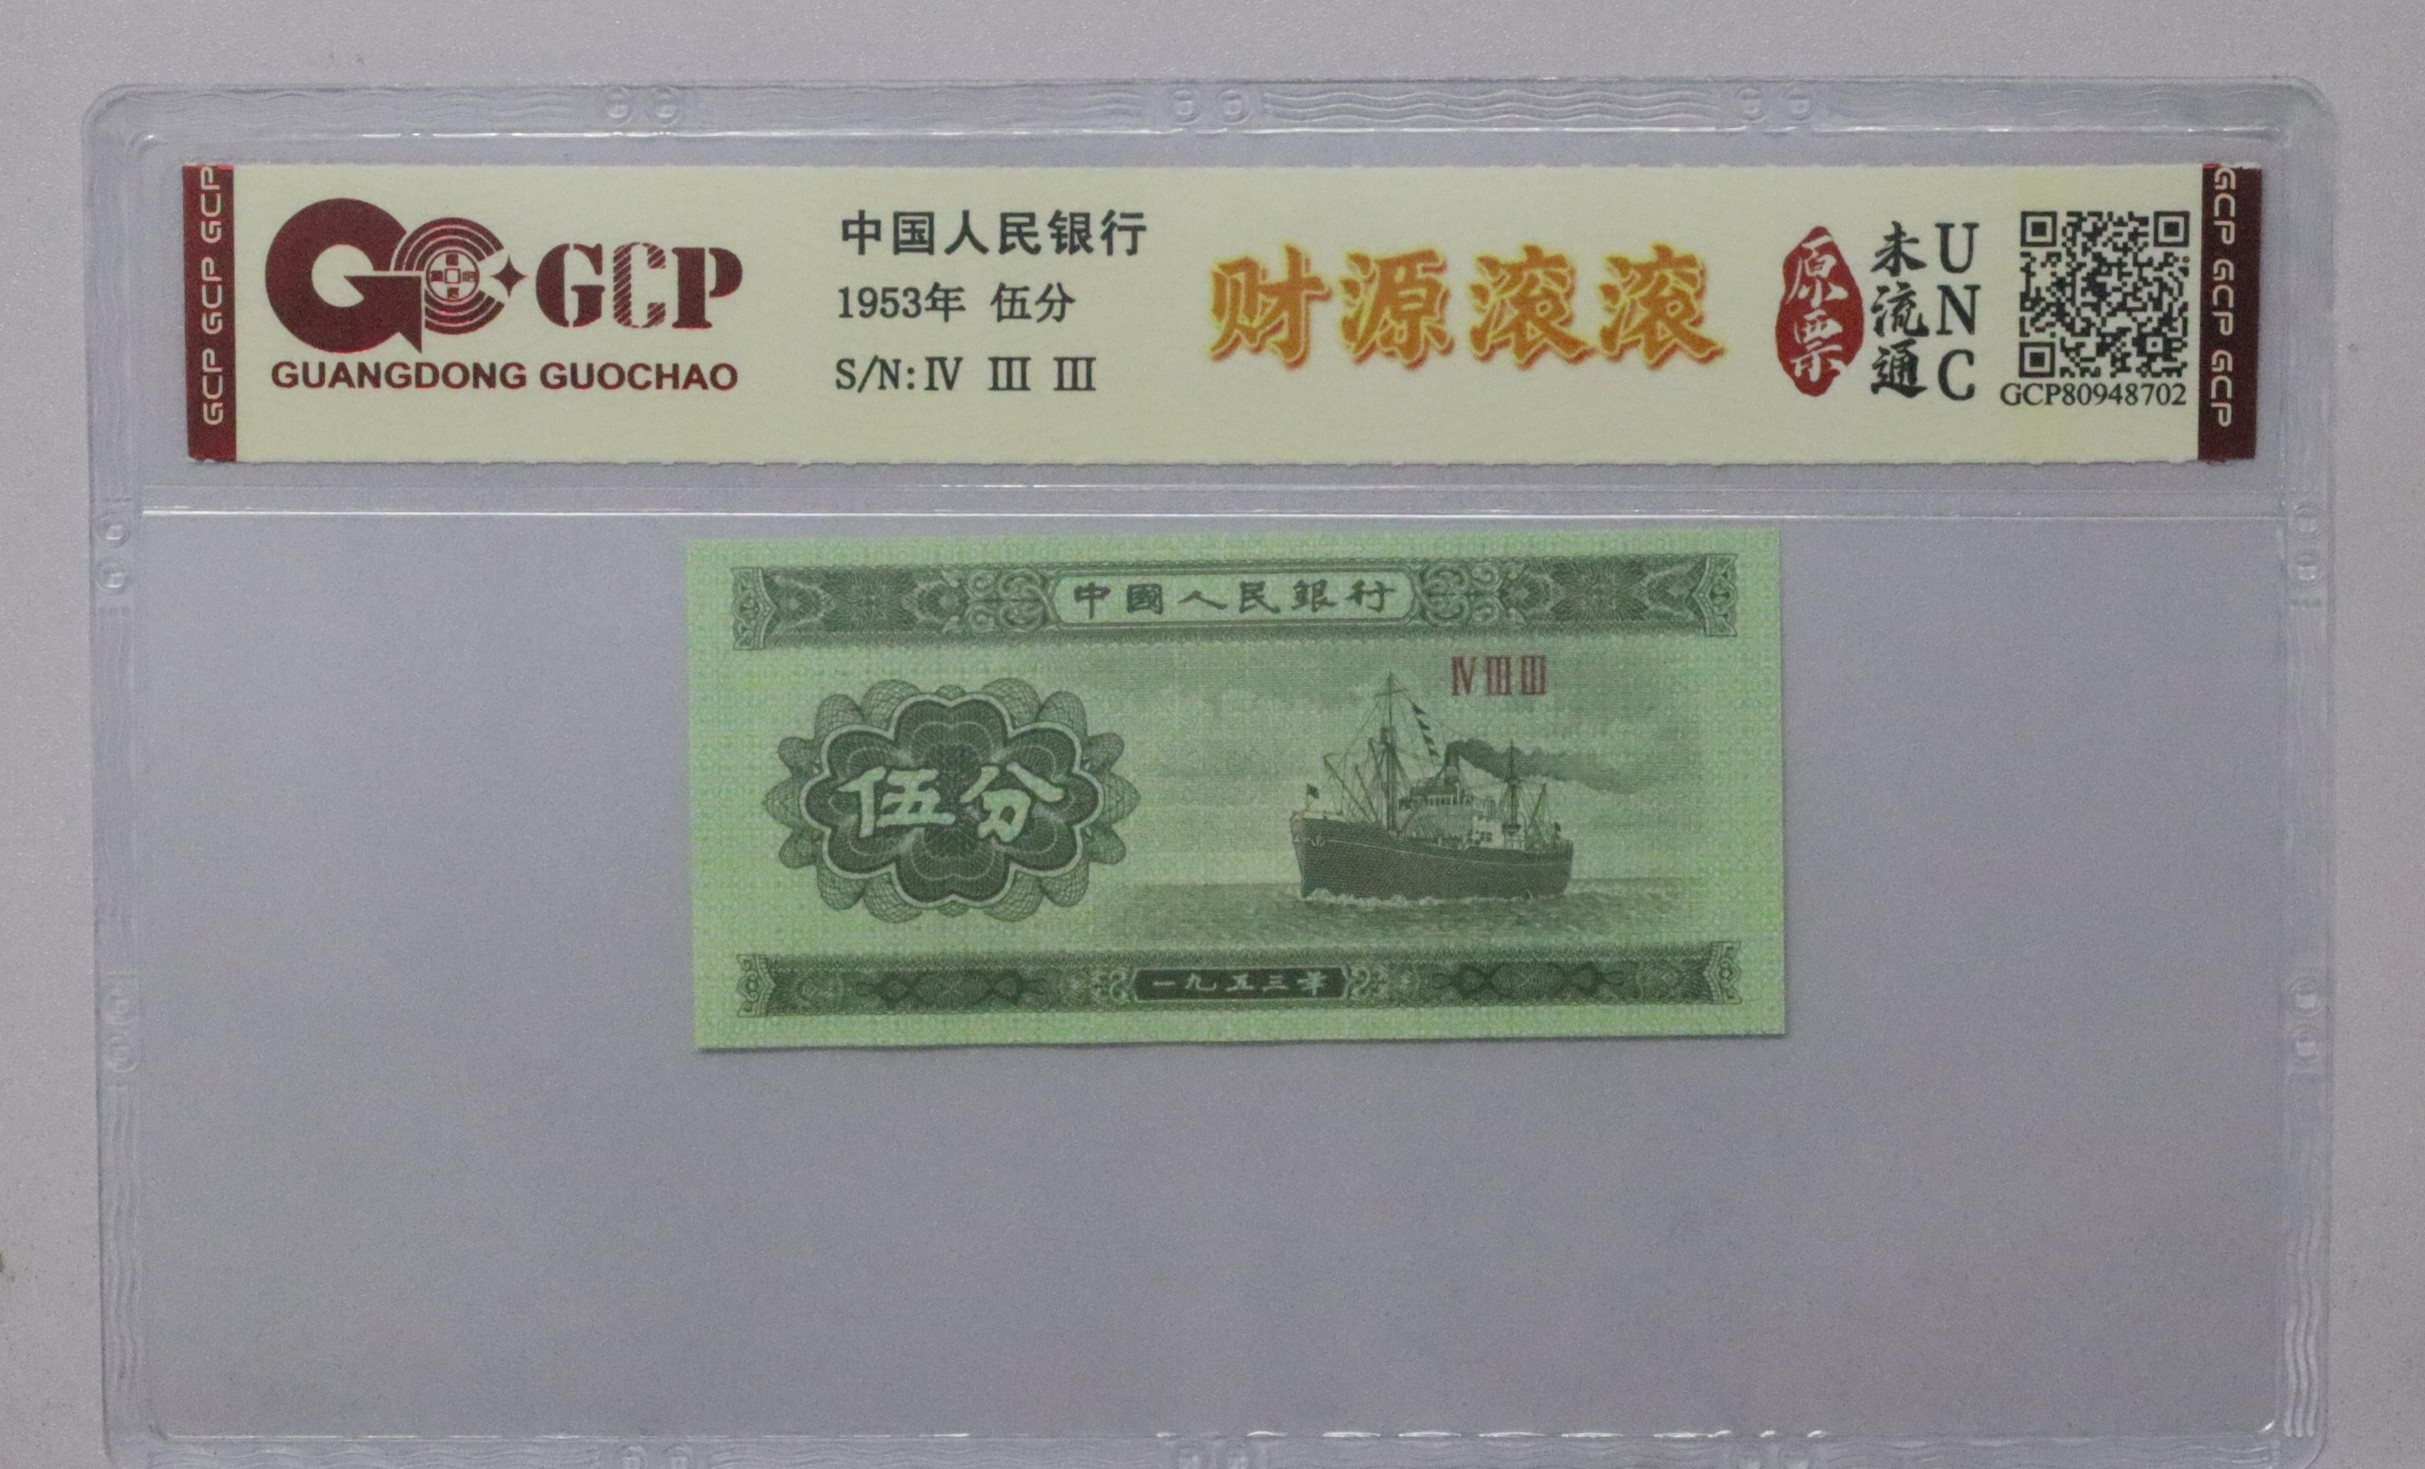 GCP GCP GCP
GCP
GUANGDONG GUOCHAO
中国人民银行
1953年 伍分
S/N:Ⅳ Ⅲ Ⅲ
财源滚滚
原票
未流通
UNC
GCP80948702
GCP GCP GCP
中國人民銀行
ⅣⅢⅢ
伍分
一九五三年